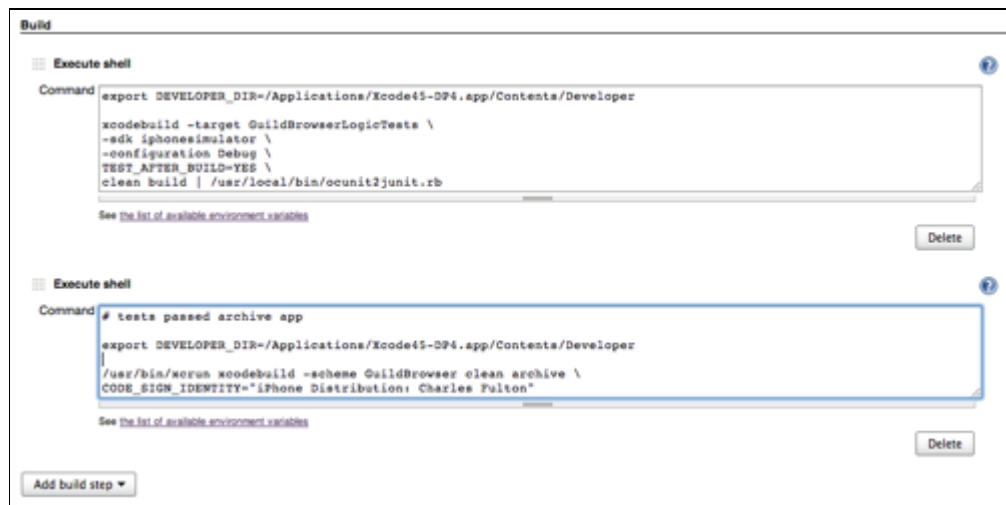 Build
Execute shell
Command
export DEVELOPER_DIR=/Applications/Xcode45-DP4.app/Contents/Developer
xcodebuild -target GuildBrowserLogicTests \
-sdk iphonesimulator \
-configuration Debug \
TEST_AFTER_BUILD=YES \
clean build | /usr/local/bin/ocunit2junit.rb
See the list of available environment variables
Delete
Execute shell
Command
# tests passed archive app
export DEVELOPER_DIR=/Applications/Xcode45-DP4.app/Contents/Developer
/usr/bin/xcrun xcodebuild -scheme GuildBrowser clean archive \
CODE_SIGN_IDENTITY="iPhone Distribution: Charles Fulton"
See the list of available environment variables
Delete
Add build step